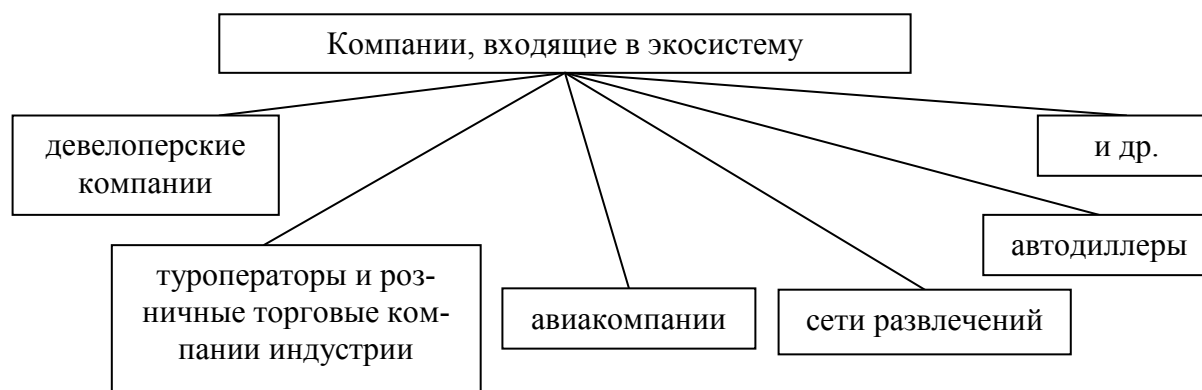 Компании, входящие в экосистему
девелоперские
компании
и др.
автодиллеры
туроператоры и роз-
ничные торговые ком-
пании индустрии
авиакомпании
сети развлечений